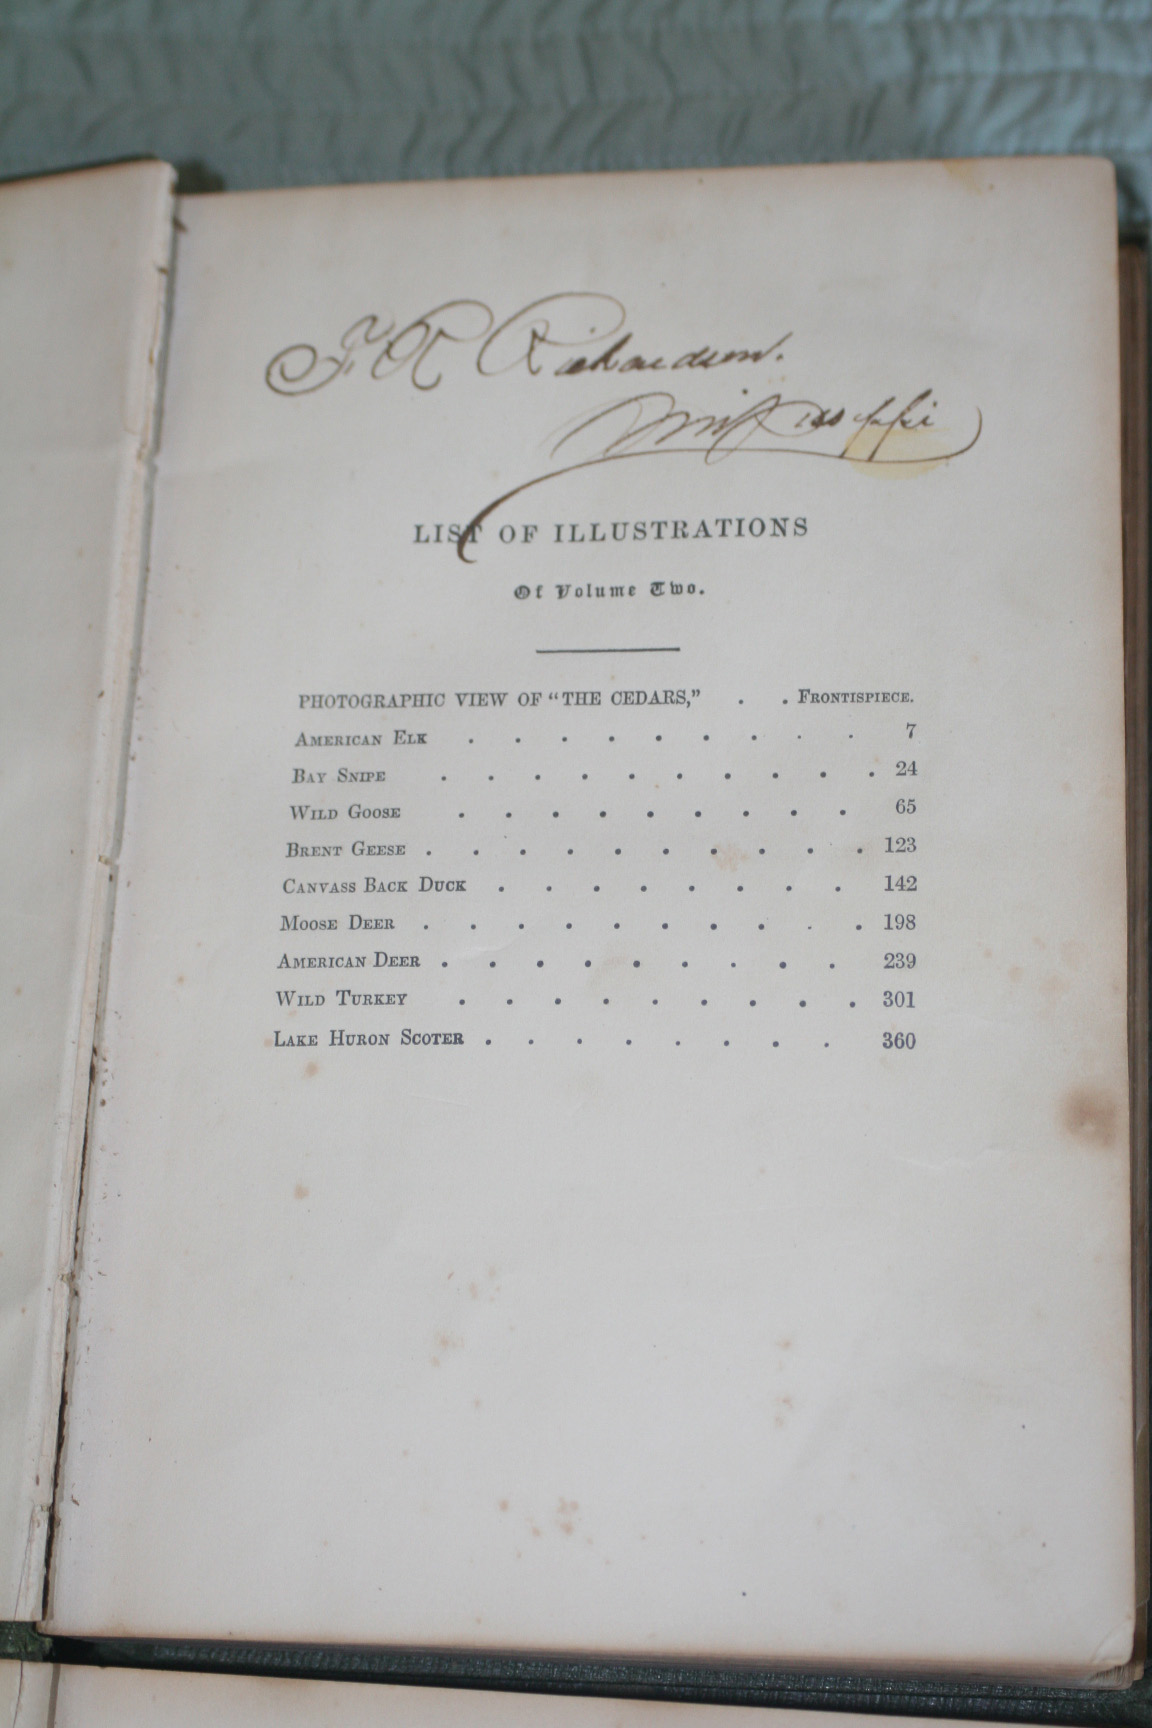 F. R Richardson.
Mississippi
LIST OF ILLUSTRATIONS
Of Volume Two.
PHOTOGRAPHIC VIEW OF "THE CEDARS," . . FRONTISPIECE.
AMERICAN ELK . . . . . . . . . 7
BAY SNIPE . . . . . . . . . . 24
WILD GOOSE . . . . . . . . . 65
BRENT GEESE . . . . . . . . . . 123
CANVASS BACK DUCK . . . . . . . . 142
MOOSE DEER . . . . . . . . . . 198
AMERICAN DEER . . . . . . . . . 239
WILD TURKEY . . . . . . . . . 301
LAKE HURON SCOTER . . . . . . . . 360